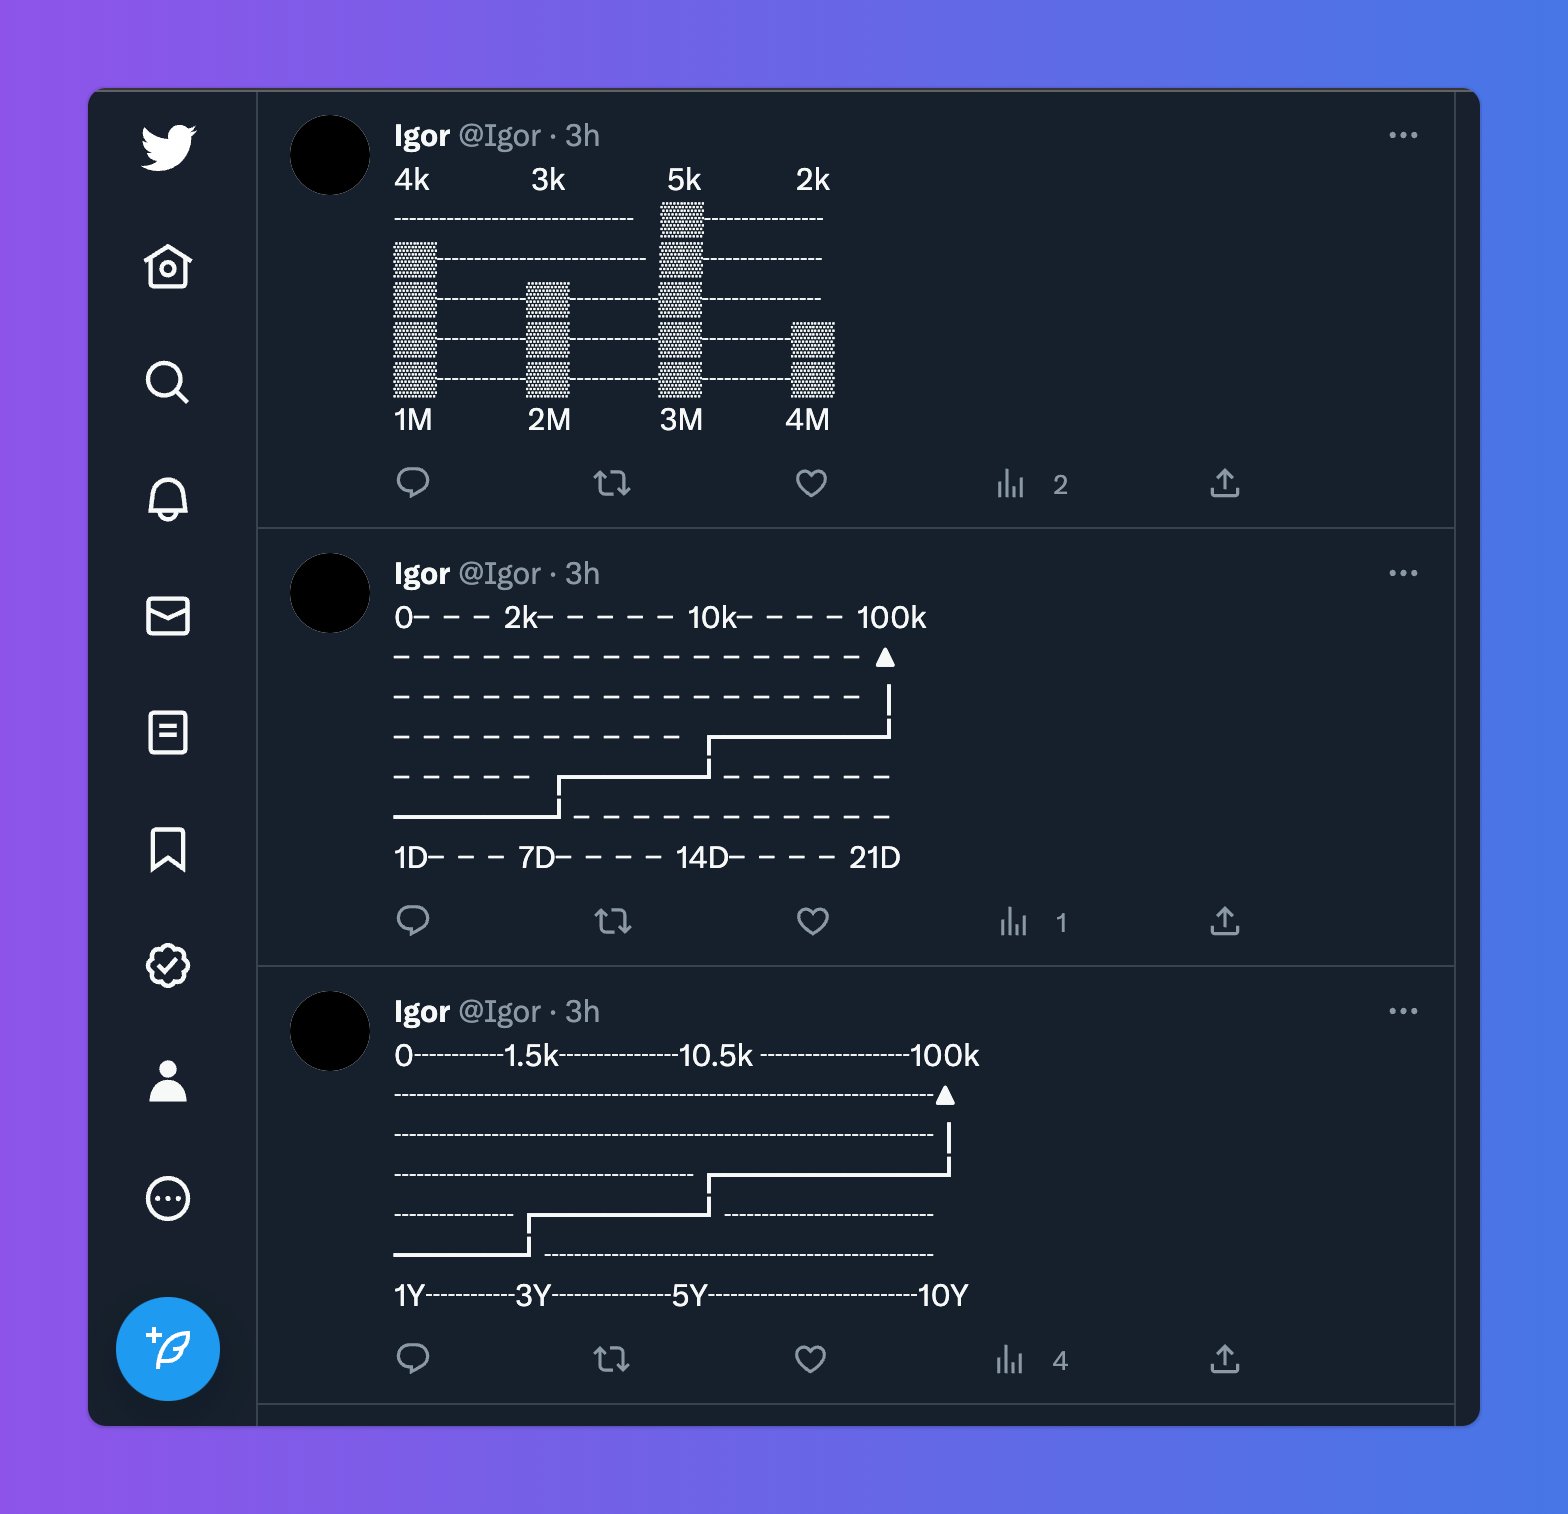 Igor @Igor · 3h
4k 3k 5k 2k
1M 2M 3M 4M
2
Igor @Igor · 3h
0– – – 2k– – – – – 10k– – – – 100k
1D– – – 7D– – – – 14D– – – – 21D
1
Igor @Igor · 3h
0------------1.5k----------------10.5k --------------------100k
1Y------------3Y----------------5Y----------------------------10Y
4